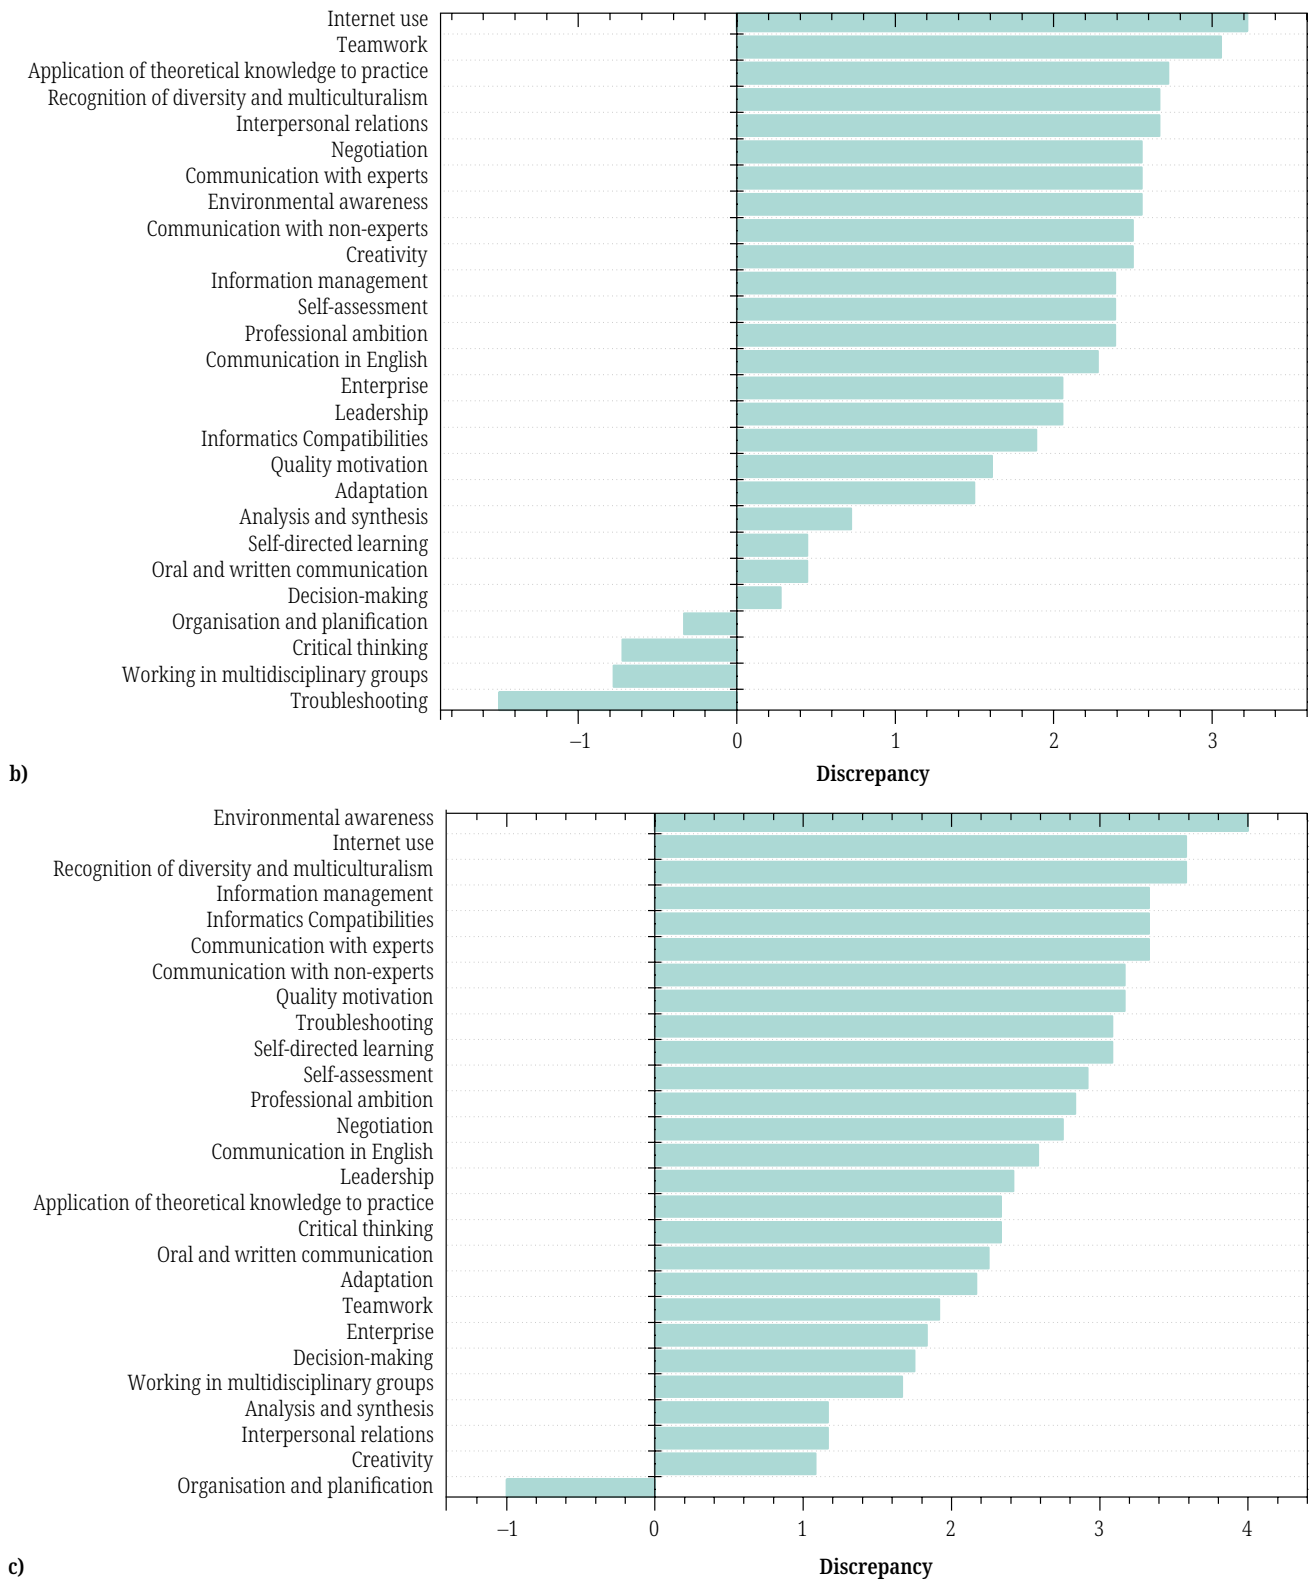 Internet use
Teamwork
Application of theoretical knowledge to practice
Recognition of diversity and multiculturalism
Interpersonal relations
Negotiation
Communication with experts
Environmental awareness
Communication with non-experts
Creativity
Information management
Self-assessment
Professional ambition
Communication in English
Enterprise
Leadership
Informatics Compatibilities
Quality motivation
Adaptation
Analysis and synthesis
Self-directed learning
Oral and written communication
Decision-making
Organisation and planification
Critical thinking
Working in multidisciplinary groups
Troubleshooting
−1 0 1 2 3
b) Discrepancy
Environmental awareness
Internet use
Recognition of diversity and multiculturalism
Information management
Informatics Compatibilities
Communication with experts
Communication with non-experts
Quality motivation
Troubleshooting
Self-directed learning
Self-assessment
Professional ambition
Negotiation
Communication in English
Leadership
Application of theoretical knowledge to practice
Critical thinking
Oral and written communication
Adaptation
Teamwork
Enterprise
Decision-making
Working in multidisciplinary groups
Analysis and synthesis
Interpersonal relations
Creativity
Organisation and planification
−1 0 1 2 3 4
c) Discrepancy